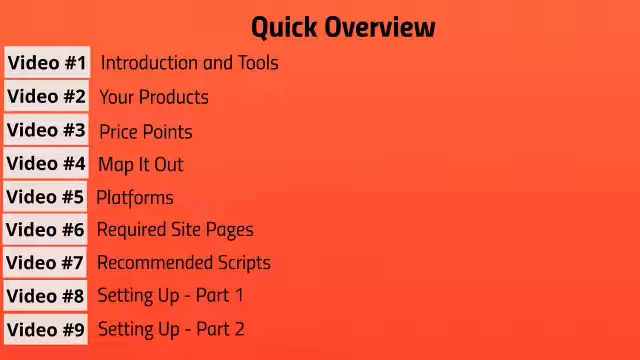 Quick Overview
Video #1 Introduction and Tools
Video #2 Your Products
Video #3 Price Points
Video #4 Map It Out
Video #5 Platforms
Video #6 Required Site Pages
Video #7 Recommended Scripts
Video #8 Setting Up - Part 1
Video #9 Setting Up - Part 2